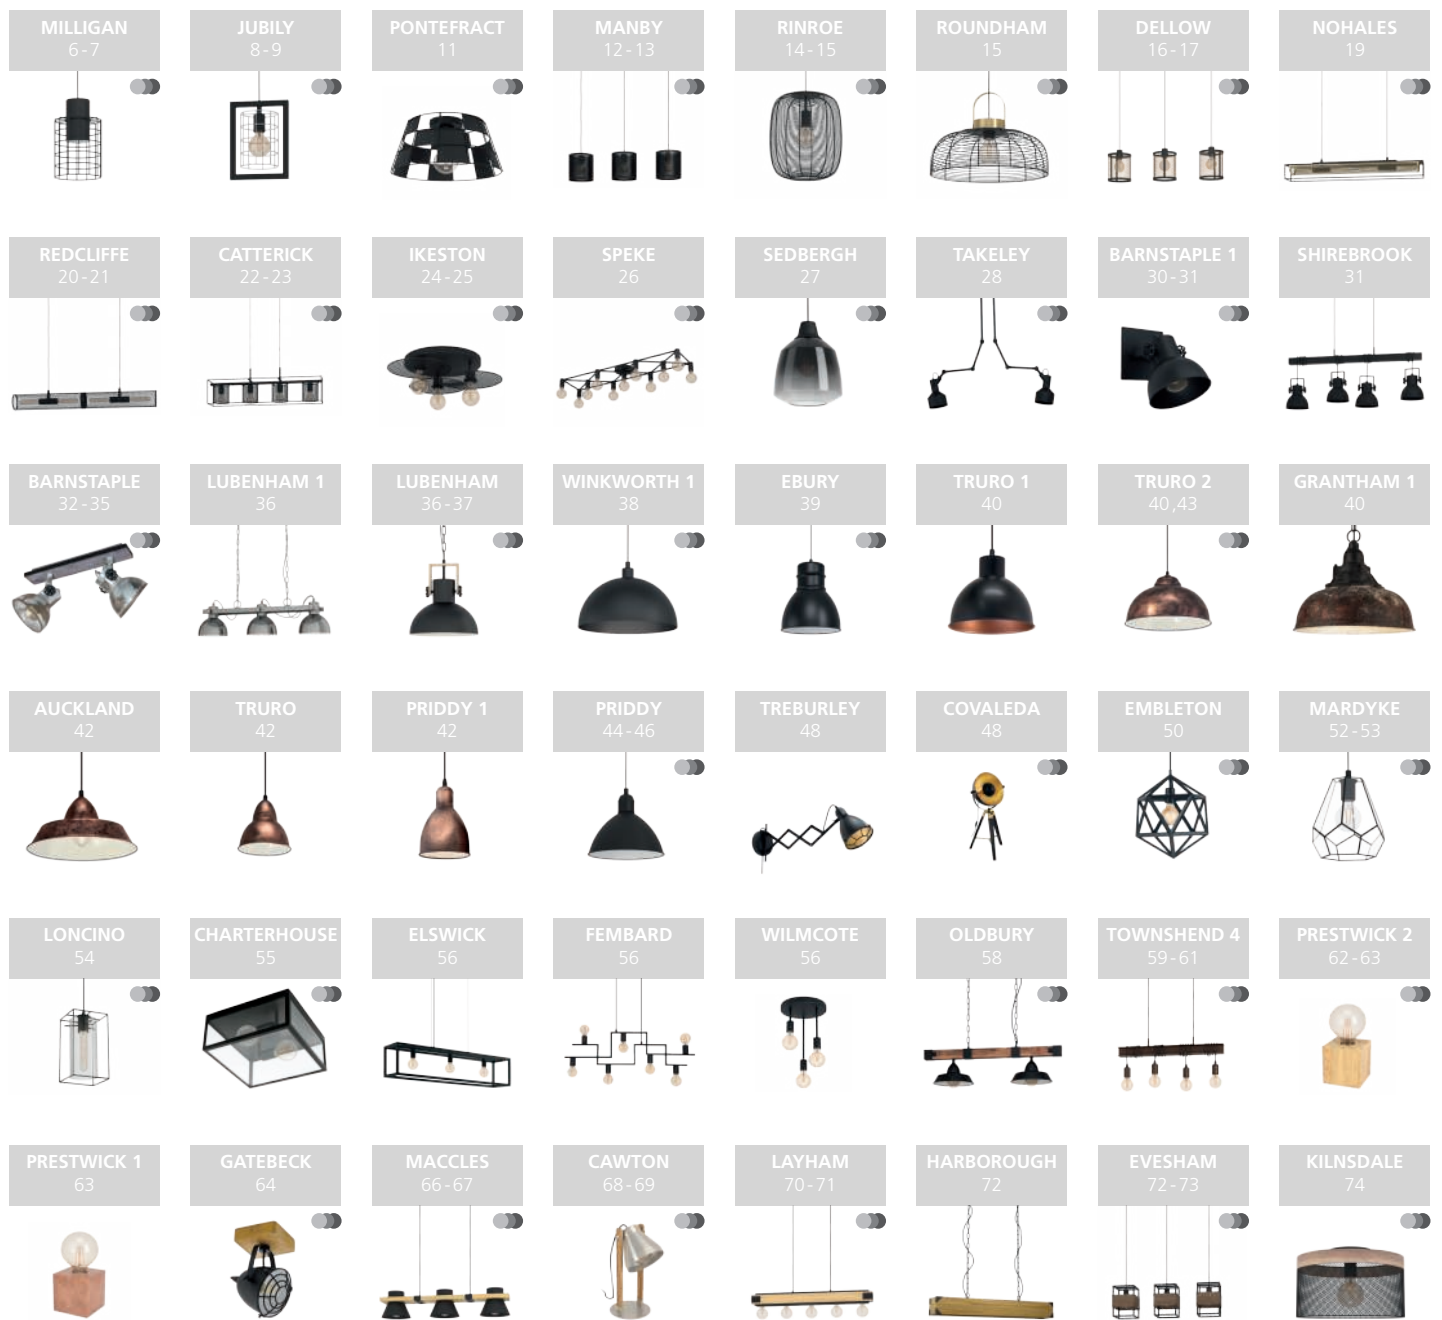 MILLIGAN
6-7
JUBILY
8-9
PONTEFRACT
11
MANBY
12-13
RINROE
14-15
ROUNDHAM
15
DELLOW
16-17
NOHALES
19
REDCLIFFE
20-21
CATTERICK
22-23
IKESTON
24-25
SPEKE
26
SEDBERGH
27
TAKELEY
28
BARNSTAPLE 1
30-31
SHIREBROOK
31
BARNSTAPLE
32-35
LUBENHAM 1
36
LUBENHAM
36-37
WINKWORTH 1
38
EBURY
39
TRURO 1
40
TRURO 2
40,43
GRANTHAM 1
40
AUCKLAND
42
TRURO
42
PRIDDY 1
42
PRIDDY
44-46
TREBURLEY
48
COVALEDA
48
EMBLETON
50
MARDYKE
52-53
LONCINO
54
CHARTERHOUSE
55
ELSWICK
56
FEMBARD
56
WILMCOTE
56
OLDBURY
58
TOWNSHEND 4
59-61
PRESTWICK 2
62-63
PRESTWICK 1
63
GATEBECK
64
MACCLES
66-67
CAWTON
68-69
LAYHAM
70-71
HARBOROUGH
72
EVESHAM
72-73
KILNSDALE
74